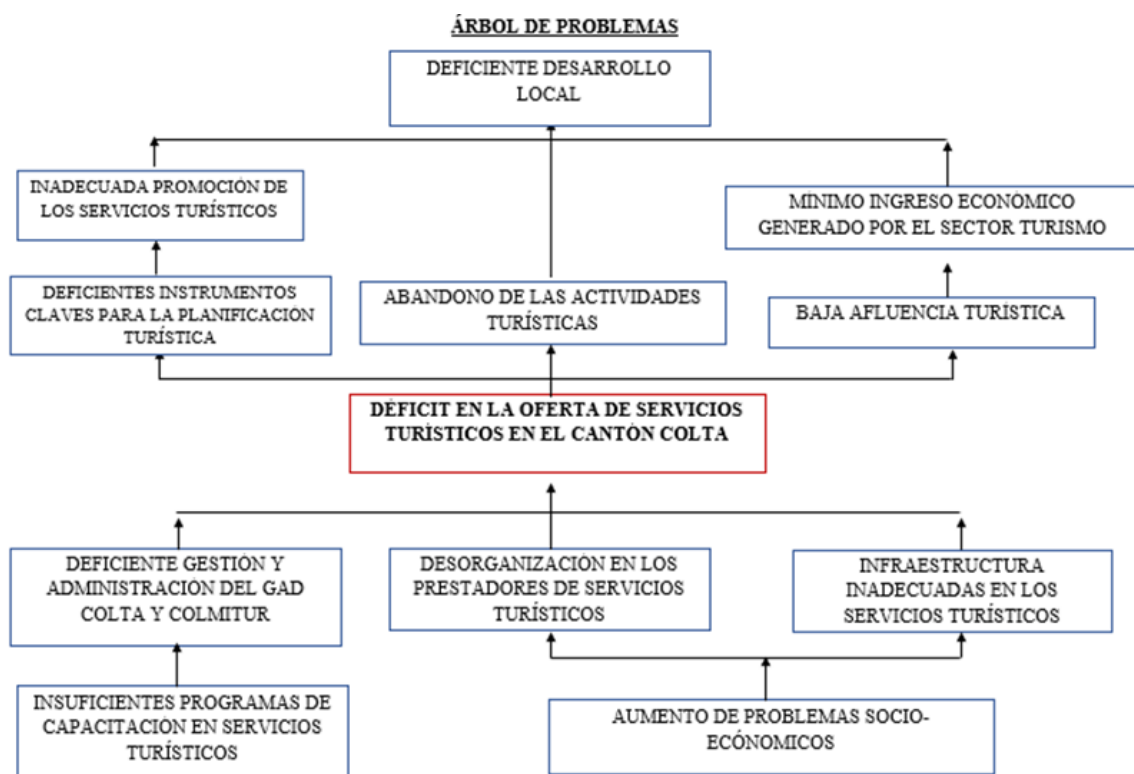 ÁRBOL DE PROBLEMAS
DEFICIENTE DESARROLLO
LOCAL
INADECUADA PROMOCIÓN DE
LOS SERVICIOS TURÍSTICOS
MÍNIMO INGRESO ECONÓMICO
GENERADO POR EL SECTOR TURISMO
DEFICIENTES INSTRUMENTOS
CLAVES PARA LA PLANIFICACIÓN
TURÍSTICA
ABANDONO DE LAS ACTIVIDADES
TURÍSTICAS
BAJA AFLUENCIA TURÍSTICA
DÉFICIT EN LA OFERTA DE SERVICIOS
TURÍSTICOS EN EL CANTÓN COLTA
DEFICIENTE GESTIÓN Y
ADMINISTRACIÓN DEL GAD
COLTA Y COLMITUR
DESORGANIZACIÓN EN LOS
PRESTADORES DE SERVICIOS
TURÍSTICOS
INFRAESTRUCTURA
INADECUADAS EN LOS
SERVICIOS TURÍSTICOS
INSUFICIENTES PROGRAMAS DE
CAPACITACIÓN EN SERVICIOS
TURÍSTICOS
AUMENTO DE PROBLEMAS SOCIO-
ECÓNOMICOS